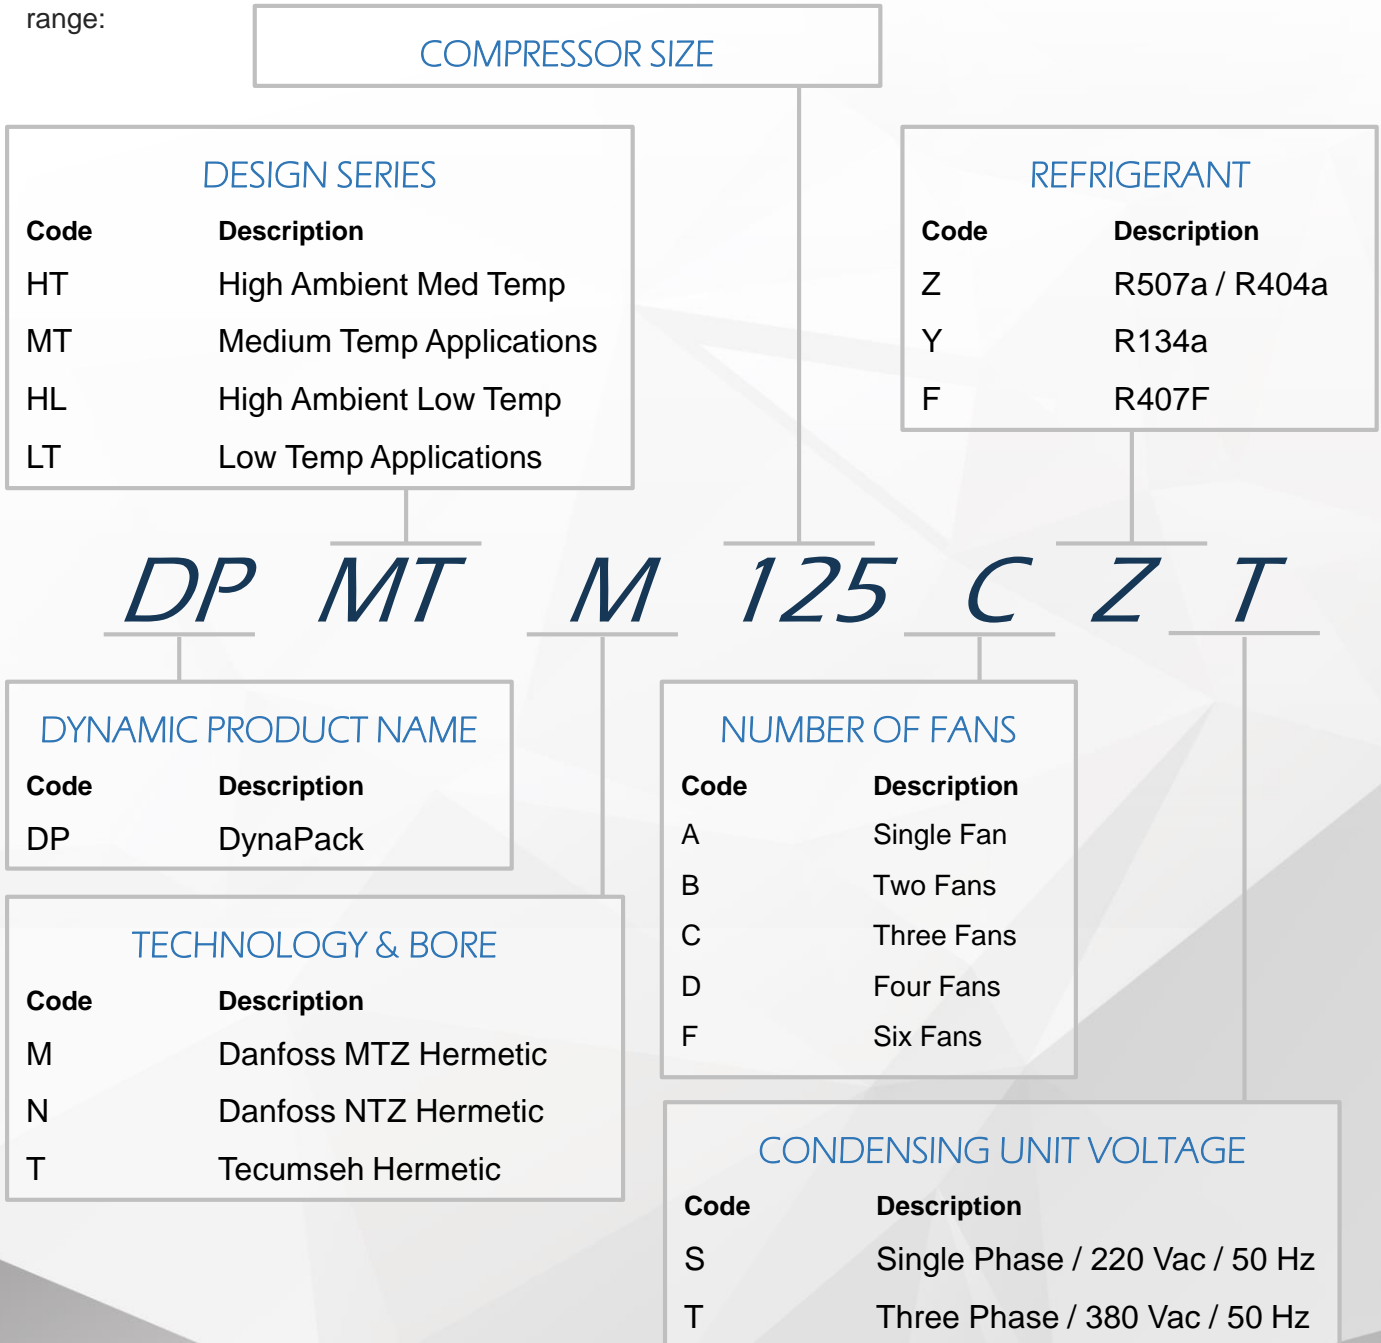 range:
COMPRESSOR SIZE
DESIGN SERIES
Code Description
HT High Ambient Med Temp
MT Medium Temp Applications
HL High Ambient Low Temp
LT Low Temp Applications
REFRIGERANT
Code Description
Z R507a / R404a
Y R134a
F R407F
DP MT M 125 C Z T
DYNAMIC PRODUCT NAME
Code Description
DP DynaPack
TECHNOLOGY & BORE
Code Description
M Danfoss MTZ Hermetic
N Danfoss NTZ Hermetic
T Tecumseh Hermetic
NUMBER OF FANS
Code Description
A Single Fan
B Two Fans
C Three Fans
D Four Fans
F Six Fans
CONDENSING UNIT VOLTAGE
Code Description
S Single Phase / 220 Vac / 50 Hz
T Three Phase / 380 Vac / 50 Hz